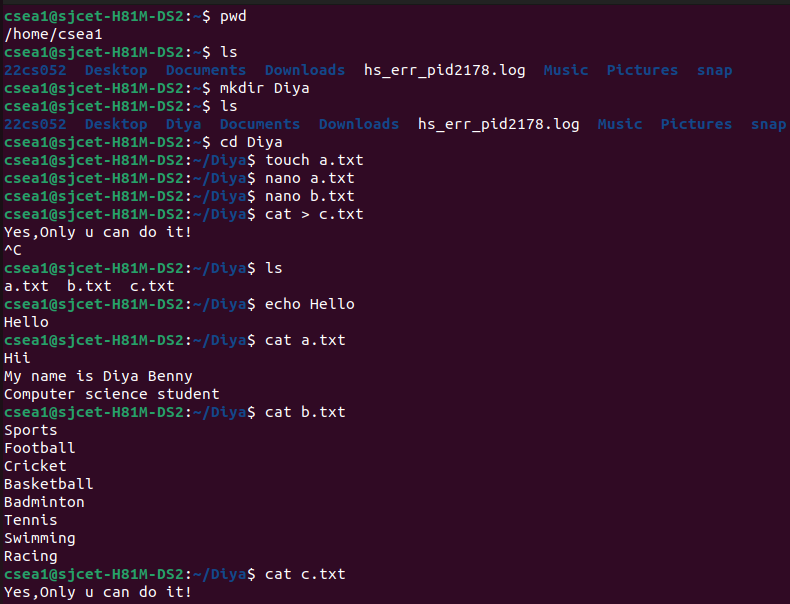 csea1@sjcet-H81M-DS2:~$ pwd
/home/csea1
csea1@sjcet-H81M-DS2:~$ ls
22cs052  Desktop  Documents  Downloads  hs_err_pid2178.log  Music  Pictures  snap
csea1@sjcet-H81M-DS2:~$ mkdir Diya
csea1@sjcet-H81M-DS2:~$ ls
22cs052  Desktop  Diya  Documents  Downloads  hs_err_pid2178.log  Music  Pictures  snap
csea1@sjcet-H81M-DS2:~$ cd Diya
csea1@sjcet-H81M-DS2:~/Diya$ touch a.txt
csea1@sjcet-H81M-DS2:~/Diya$ nano a.txt
csea1@sjcet-H81M-DS2:~/Diya$ nano b.txt
csea1@sjcet-H81M-DS2:~/Diya$ cat > c.txt
Yes,Only u can do it!
^C
csea1@sjcet-H81M-DS2:~/Diya$ ls
a.txt  b.txt  c.txt
csea1@sjcet-H81M-DS2:~/Diya$ echo Hello
Hello
csea1@sjcet-H81M-DS2:~/Diya$ cat a.txt
Hii
My name is Diya Benny
Computer science student
csea1@sjcet-H81M-DS2:~/Diya$ cat b.txt
Sports
Football
Cricket
Basketball
Badminton
Tennis
Swimming
Racing
csea1@sjcet-H81M-DS2:~/Diya$ cat c.txt
Yes,Only u can do it!